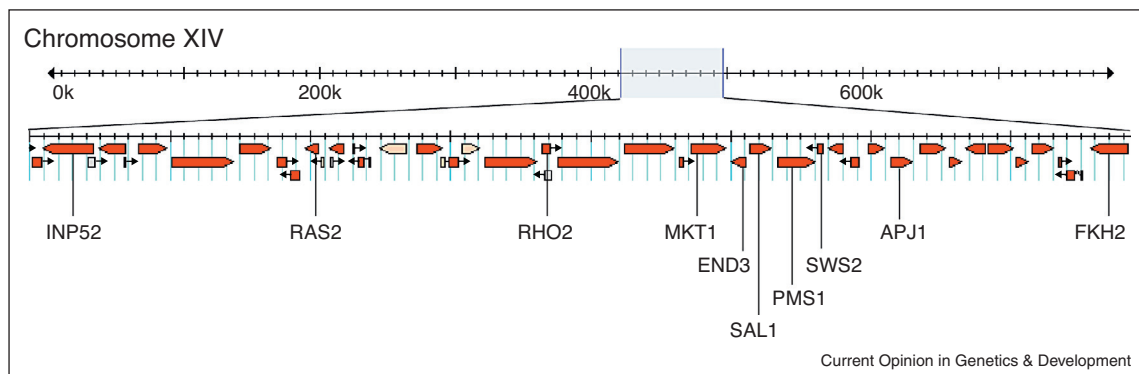 Chromosome XIV
0k 200k 400k 600k
INP52 RAS2 RHO2 MKT1 APJ1 FKH2
END3 SWS2
PMS1
SAL1
Current Opinion in Genetics & Development